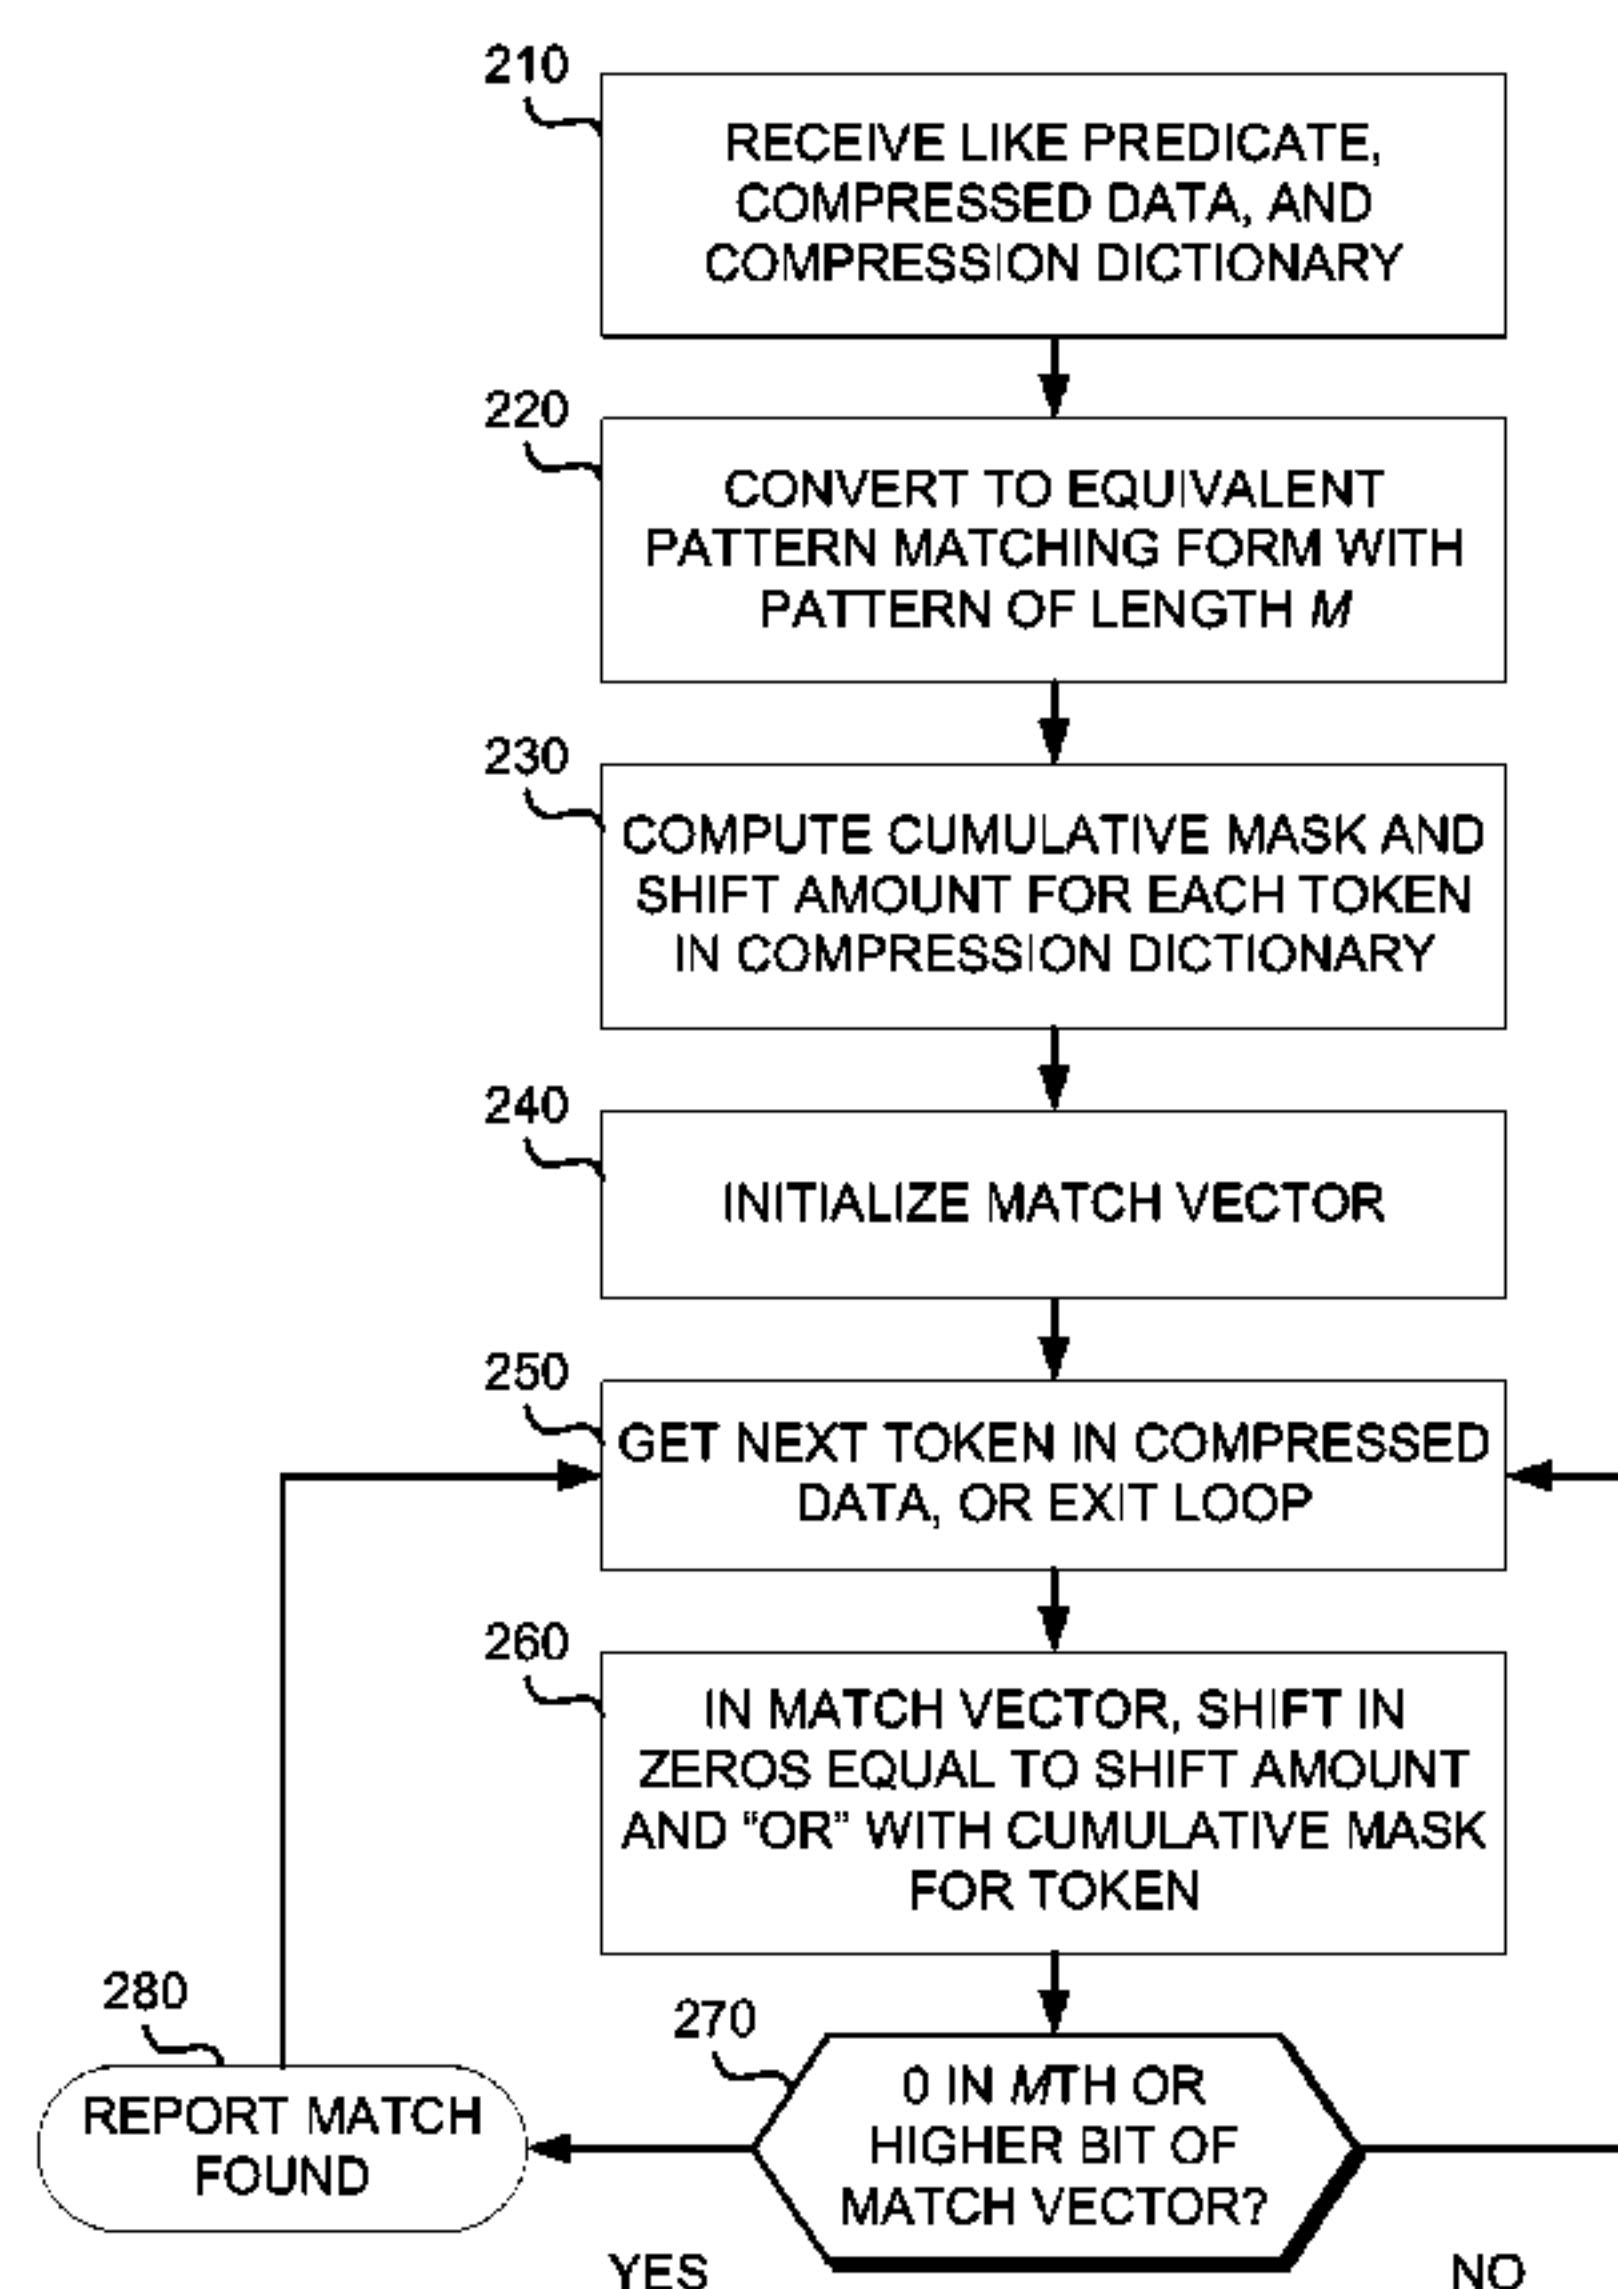 210
RECEIVE LIKE PREDICATE,
COMPRESSED DATA, AND
COMPRESSION DICTIONARY
220
CONVERT TO EQUIVALENT
PATTERN MATCHING FORM WITH
PATTERN OF LENGTH M
230
COMPUTE CUMULATIVE MASK AND
SHIFT AMOUNT FOR EACH TOKEN
IN COMPRESSION DICTIONARY
240
INITIALIZE MATCH VECTOR
250
GET NEXT TOKEN IN COMPRESSED
DATA, OR EXIT LOOP
260
IN MATCH VECTOR, SHIFT IN
ZEROS EQUAL TO SHIFT AMOUNT
AND “OR” WITH CUMULATIVE MASK
FOR TOKEN
280
REPORT MATCH
FOUND
270
0 IN MTH OR
HIGHER BIT OF
MATCH VECTOR?
YES
NO